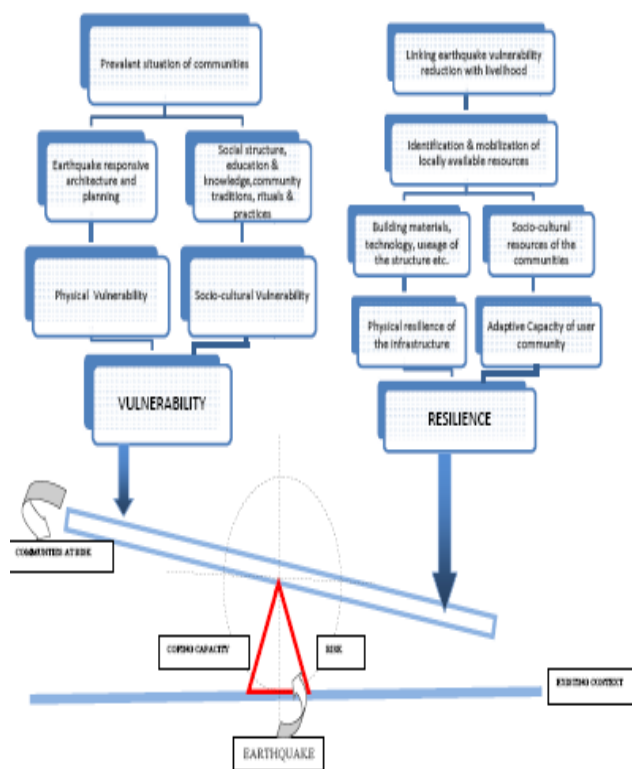 Prevalant situation of communities
Earthquake responsive
architecture and
planning
Social structure,
education &
knowledge,community
traditions, rituals &
practices
Physical Vulnerability
Socio-cultural Vulnerability
VULNERABILITY
Linking earthquake vulnerability
reduction with livelihood
Identification & mobilization of
locally available resources
Building materials,
technology, useage of
the structure etc.
Socio-cultural
resources of the
communities
Physical resilience of
the infrastructure
Adaptive Capacity of user
community
RESILIENCE
COMMUNITIES AT RISK
COPING CAPACITY
RISK
EXISTING CONTEXT
EARTHQUAKE